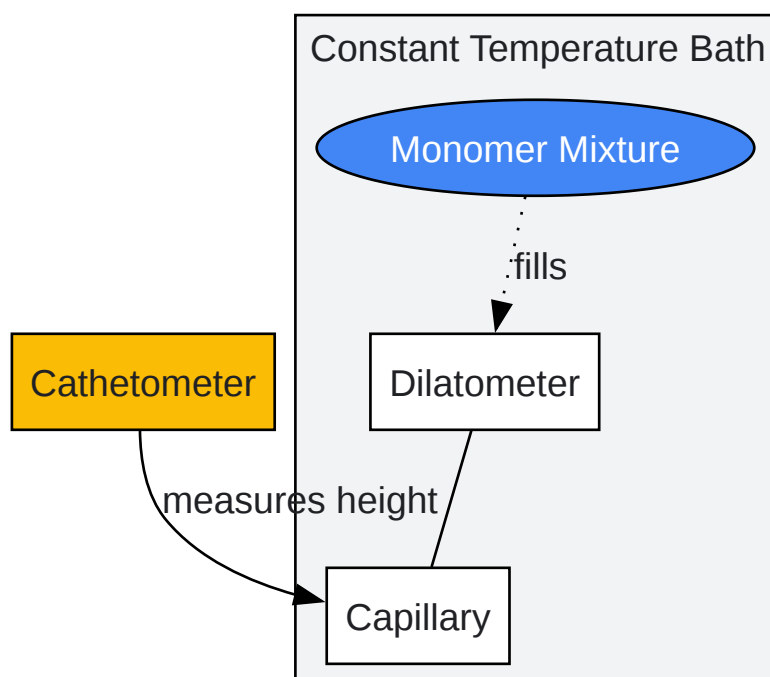 Constant Temperature Bath
Monomer Mixture
fills
Cathetometer
Dilatometer
measures height
Capillary